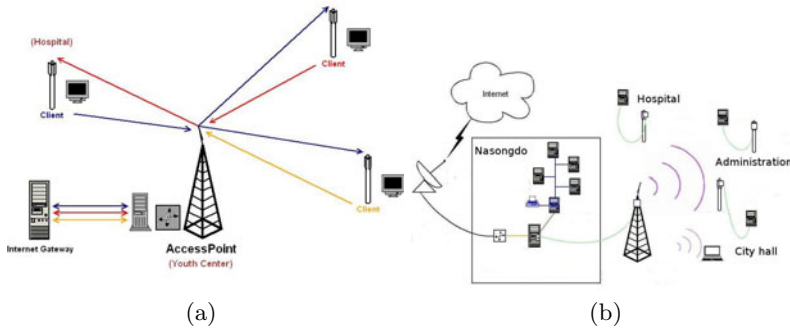 (Hospital)
Client
Client
Client
Internet Gateway
AccessPoint
(Youth Center)
(a)
Internet
Nasongdo
Hospital
Administration
City hall
(b)